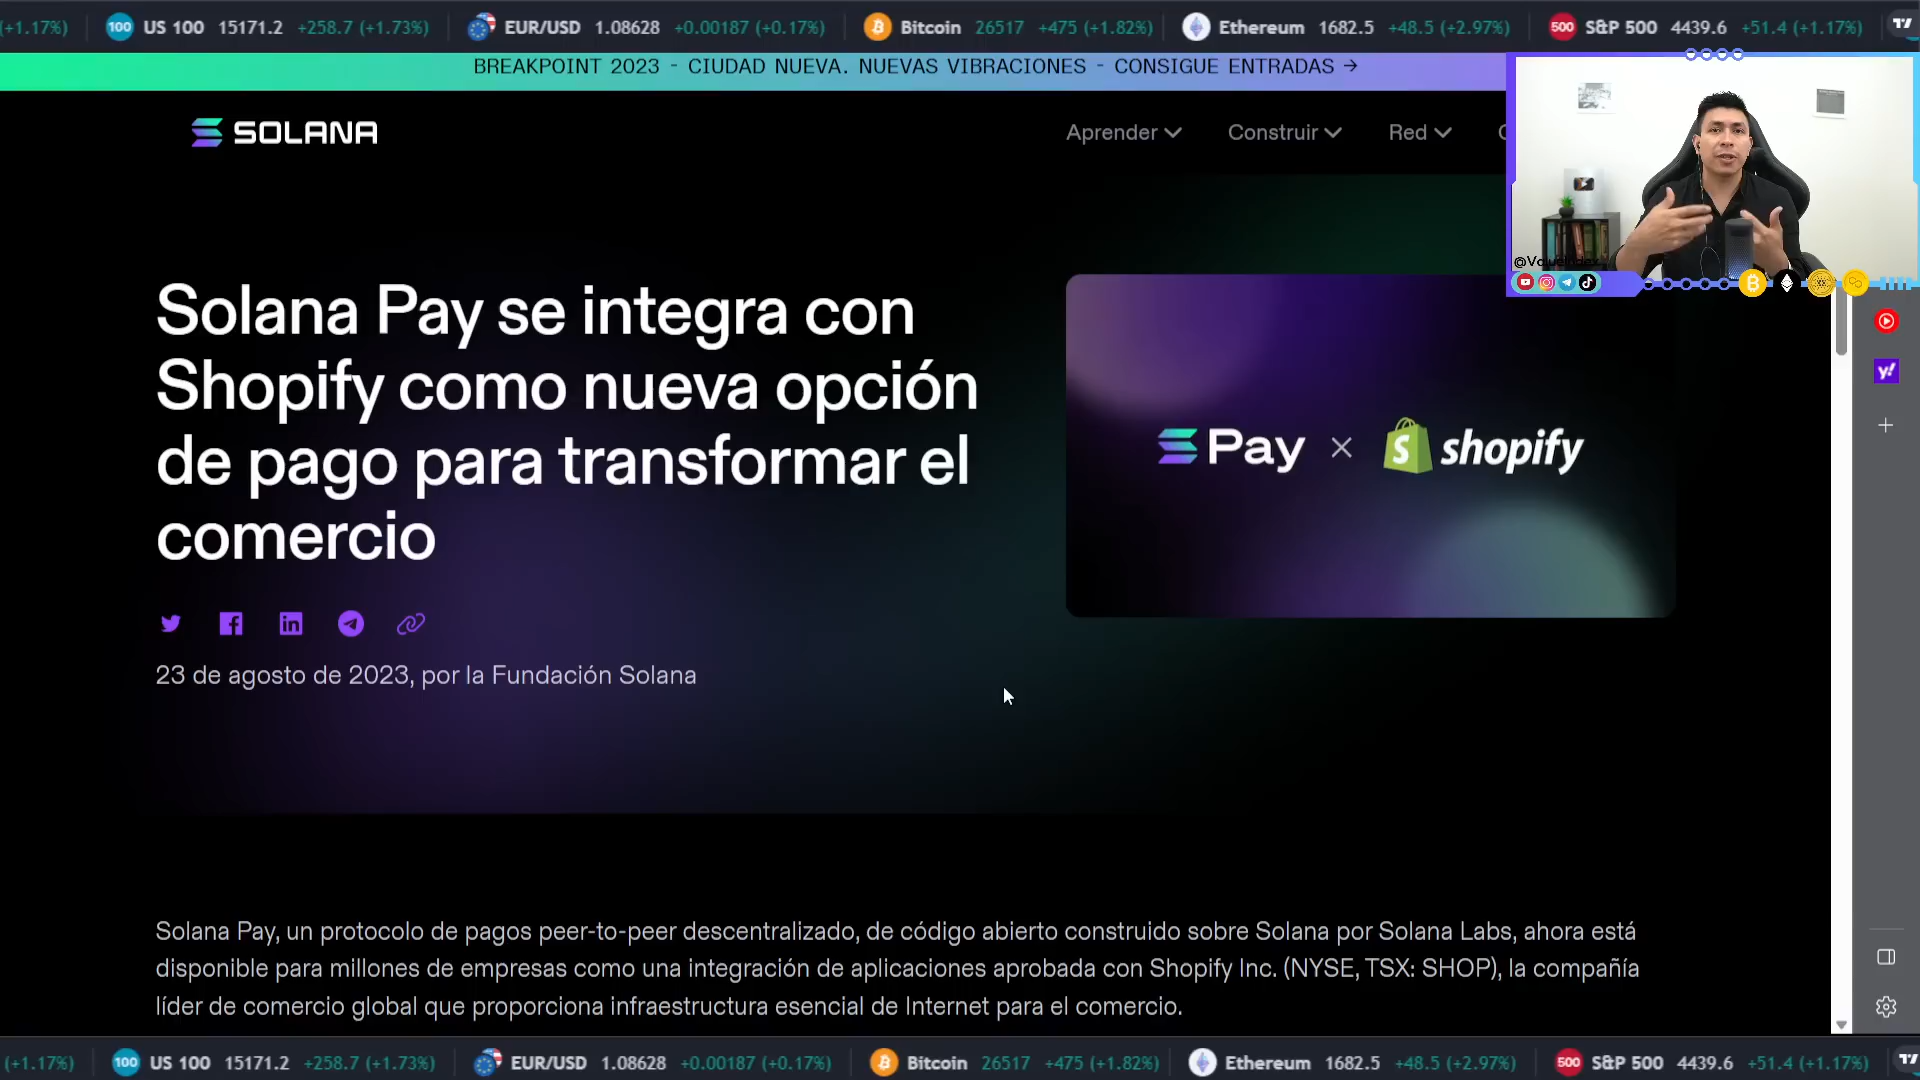 (+1.17%) 100 US 100 15171.2 +258.7 (+1.73%) EUR/USD 1.08628 +0.00187 (+0.17%) Bitcoin 26517 +475 (+1.82%) Ethereum 1682.5 +48.5 (+2.97%) 500 S&P 500 4439.6 +51.4 (+1.17%)
BREAKPOINT 2023 - CIUDAD NUEVA. NUEVAS VIBRACIONES - CONSIGUE ENTRADAS →
SOLANA
Aprender Construir Red
Solana Pay se integra con
Shopify como nueva opción
de pago para transformar el
comercio
Pay × shopify
23 de agosto de 2023, por la Fundación Solana
Solana Pay, un protocolo de pagos peer-to-peer descentralizado, de código abierto construido sobre Solana por Solana Labs, ahora está
disponible para millones de empresas como una integración de aplicaciones aprobada con Shopify Inc. (NYSE, TSX: SHOP), la compañía
líder de comercio global que proporciona infraestructura esencial de Internet para el comercio.
(+1.17%) 100 US 100 15171.2 +258.7 (+1.73%) EUR/USD 1.08628 +0.00187 (+0.17%) Bitcoin 26517 +475 (+1.82%) Ethereum 1682.5 +48.5 (+2.97%) 500 S&P 500 4439.6 +51.4 (+1.17%)